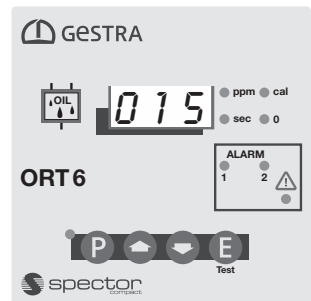 GESTRA
OIL
015
ppm cal
sec 0
ALARM
1 2
ORT 6
P E
Test
spector
compact